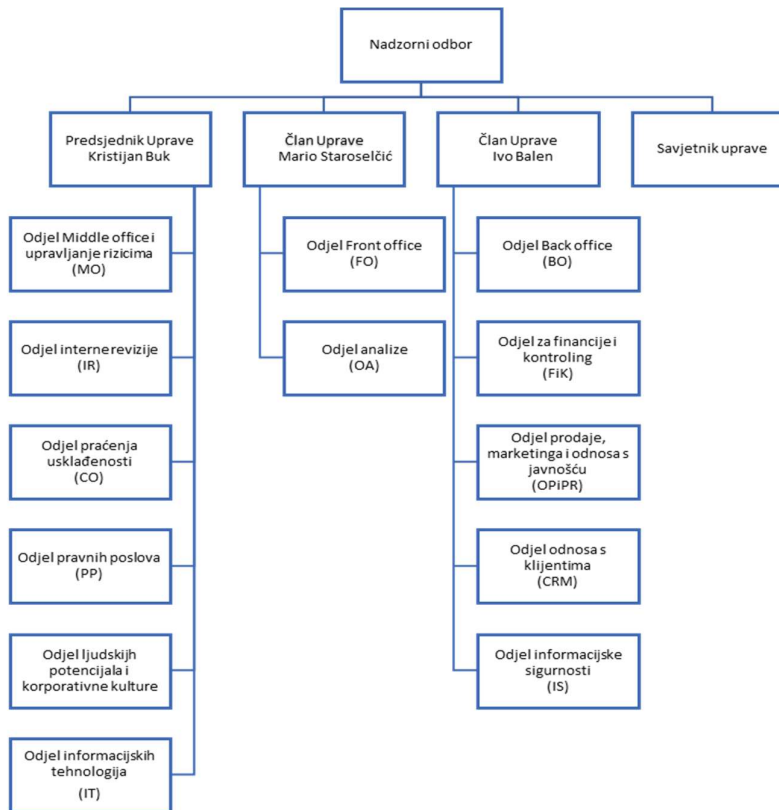 Nadzorni odbor
Predsjednik Uprave
Kristijan Buk
Član Uprave
Mario Staroselčić
Član Uprave
Ivo Balen
Savjetnik uprave
Odjel Middle office i
upravljanje rizicima
(MO)
Odjel interne revizije
(IR)
Odjel praćenja
usklađenosti
(CO)
Odjel pravnih poslova
(PP)
Odjel ljudskih
potencijala i
korporativne kulture
Odjel informacijskih
tehnologija
(IT)
Odjel Front office
(FO)
Odjel analize
(OA)
Odjel Back office
(BO)
Odjel za financije i
kontroling
(FiK)
Odjel prodaje,
marketinga i odnosa s
javnošću
(OPiPR)
Odjel odnosa s
klijentima
(CRM)
Odjel informacijske
sigurnosti
(IS)